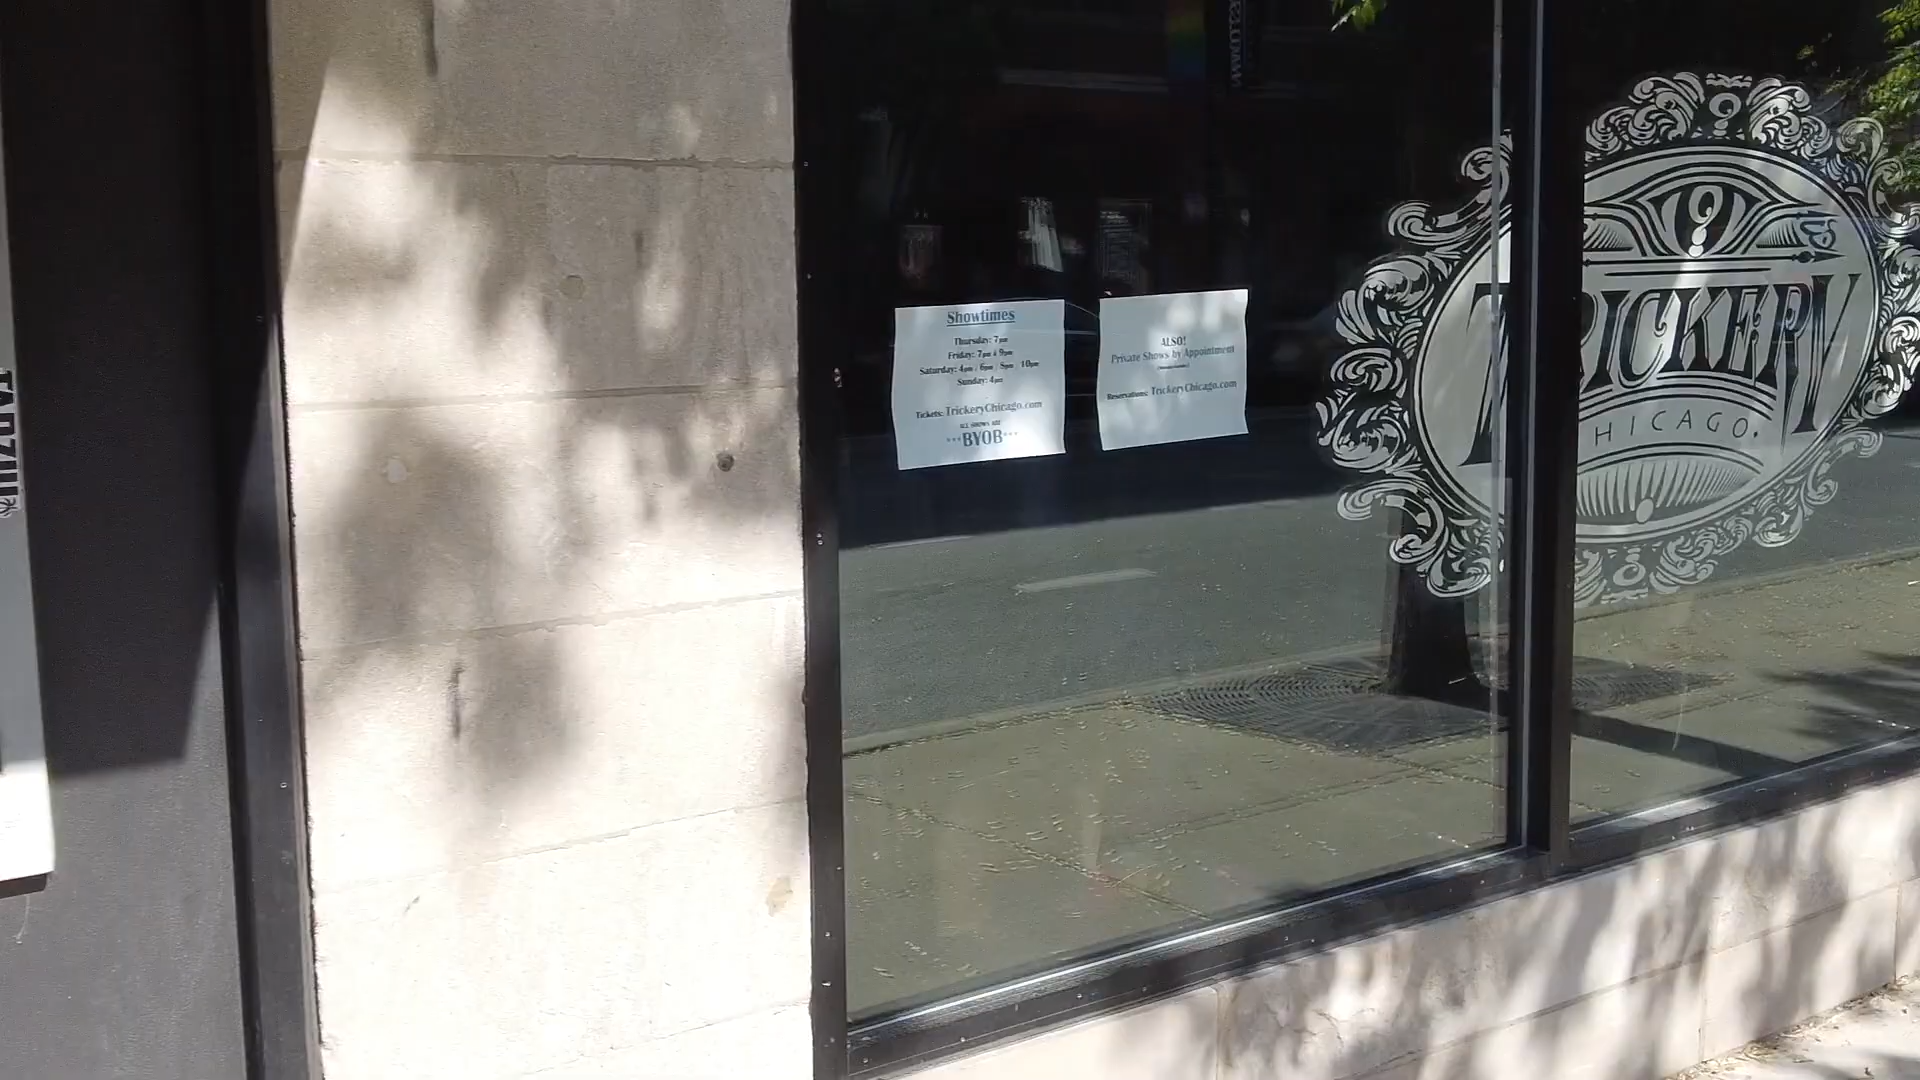 Showtimes
Thursday: 7pm
Friday: 7pm & 9pm
Saturday: 4pm / 6pm / 8pm / 10pm
Sunday: 4pm
Tickets: TrickeryChicago.com
ALL SHOWS ARE
***BYOB***
ALSO!
Private Shows by Appointment
Reservations: TrickeryChicago.com
TRICKERY
CHICAGO.